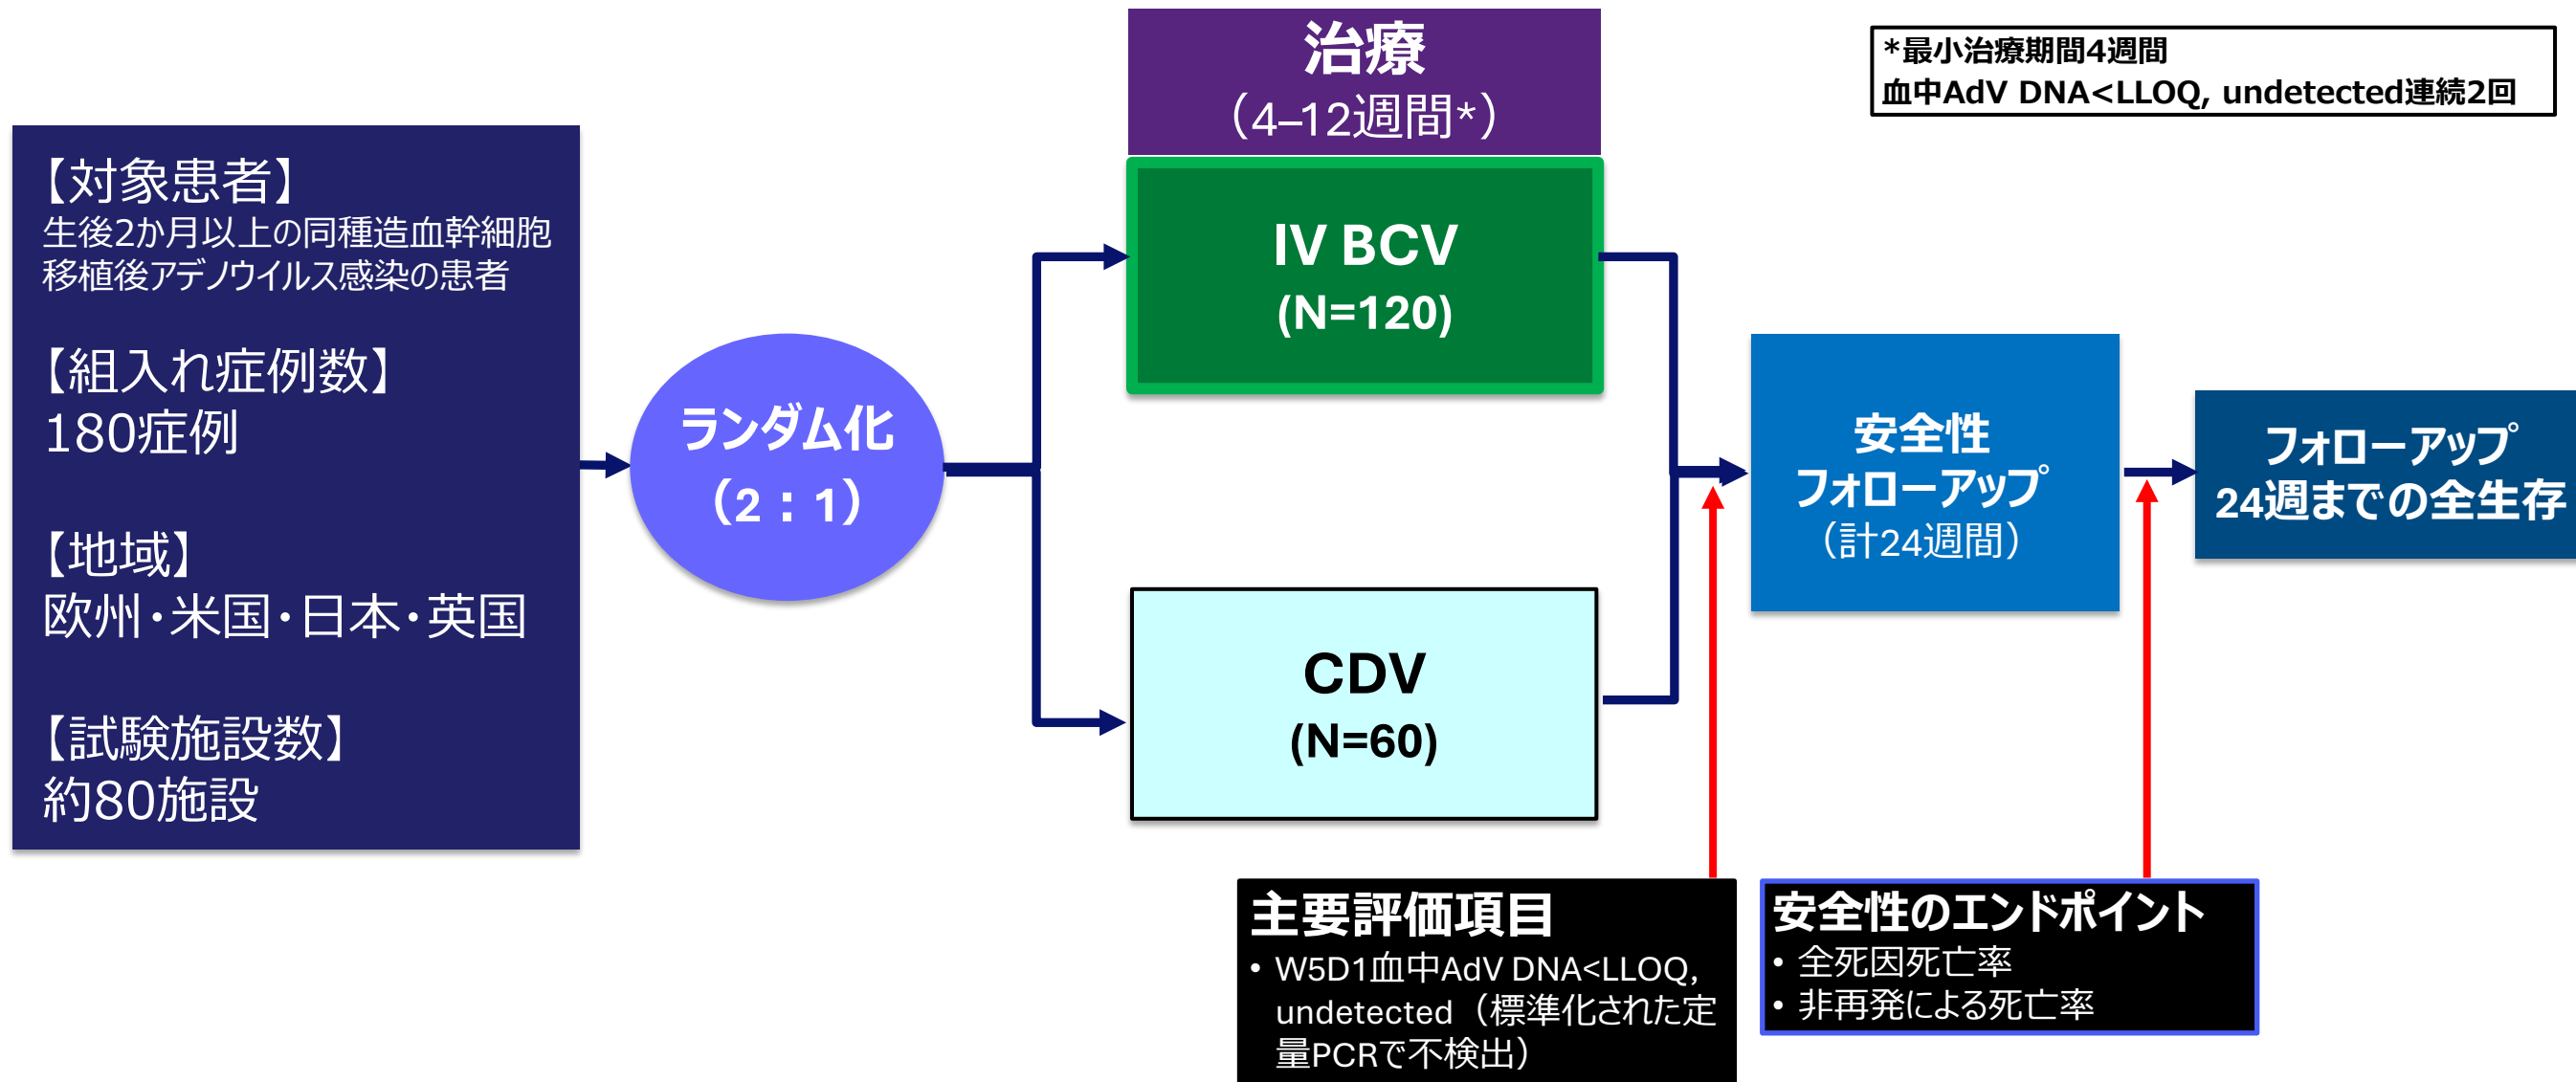 治療
（4–12週間*）
*最小治療期間4週間
血中AdV DNA<LLOQ, undetected連続2回
【対象患者】
生後2か月以上の同種造血幹細胞
移植後アデノウイルス感染の患者
【組入れ症例数】
180症例
【地域】
欧州・米国・日本・英国
【試験施設数】
約80施設
ランダム化
（2：1）
IV BCV
(N=120)
CDV
(N=60)
安全性
フォローアップ
（計24週間）
フォローアップ
24週までの全生存
主要評価項目
• W5D1血中AdV DNA<LLOQ,
undetected（標準化された定
量PCRで不検出）
安全性のエンドポイント
• 全死因死亡率
• 非再発による死亡率